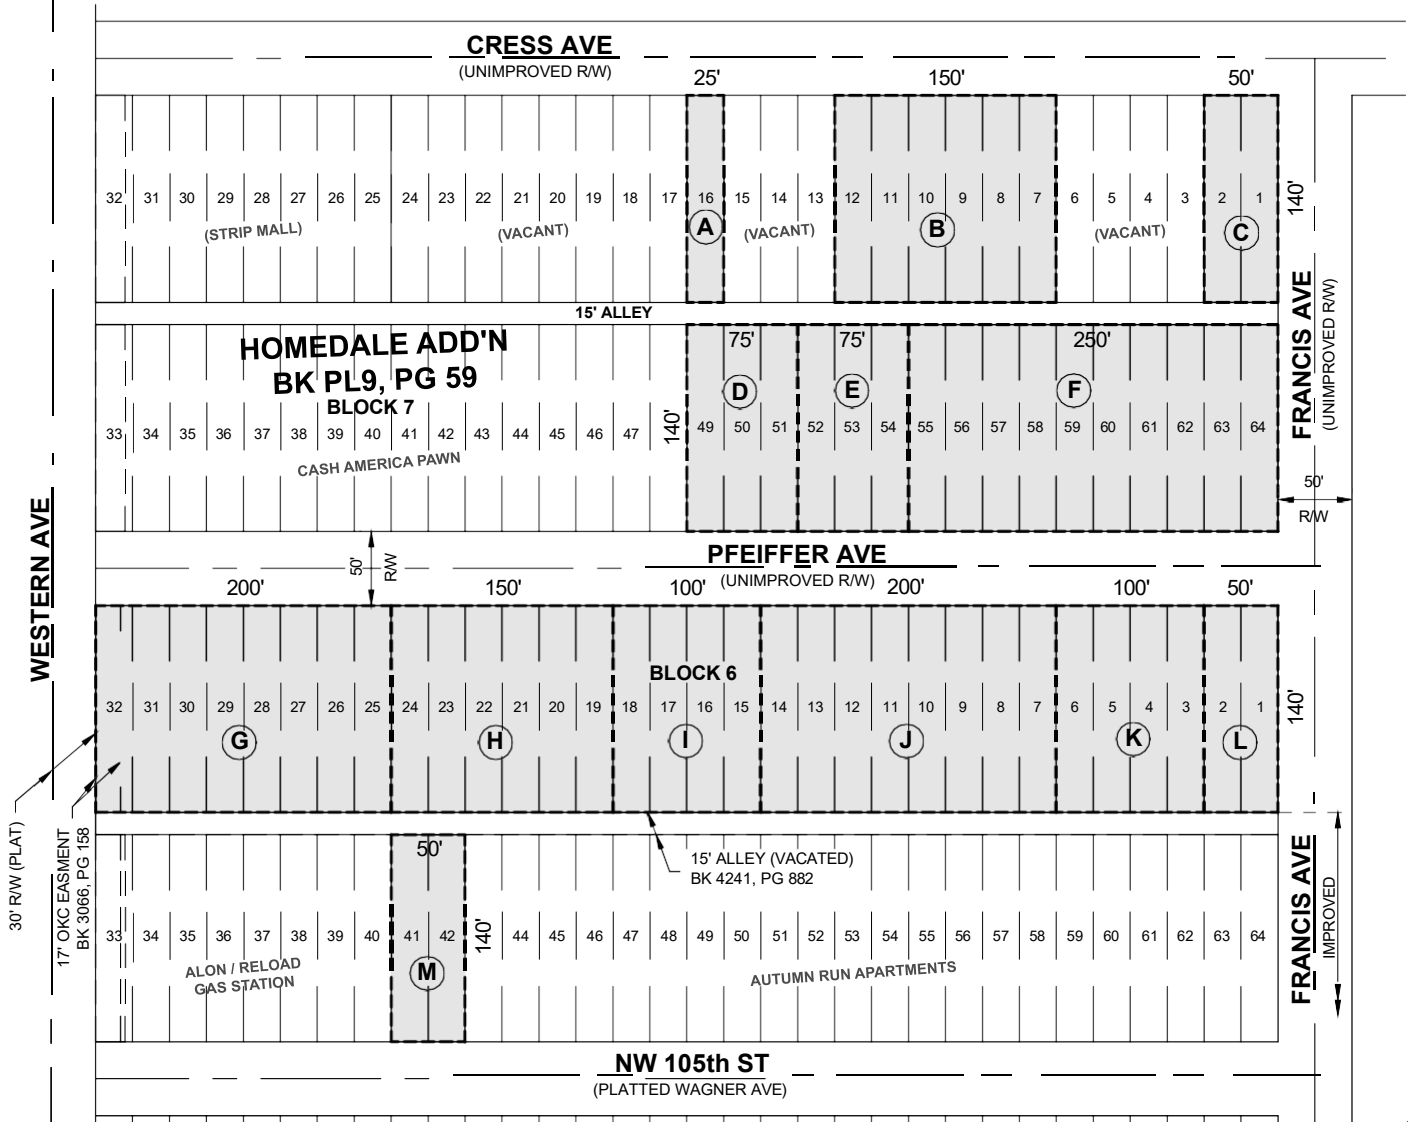 CRESS AVE
(UNIMPROVED R/W)
25'
150'
50'
32 31 30 29 28 27 26 25 24 23 22 21 20 19 18 17 16 15 14 13 12 11 10 9 8 7 6 5 4 3 2 1
140'
(STRIP MALL)
(VACANT)
A
(VACANT)
B
(VACANT)
C
15' ALLEY
FRANCIS AVE
(UNIMPROVED R/W)
HOMEDALE ADD'N
BK PL9, PG 59
BLOCK 7
75'
75'
250'
D
E
F
33 34 35 36 37 38 39 40 41 42 43 44 45 46 47 140' 49 50 51 52 53 54 55 56 57 58 59 60 61 62 63 64
CASH AMERICA PAWN
50'
R/W
WESTERN AVE
50'
R/W
PFEIFFER AVE
(UNIMPROVED R/W)
200'
150'
100'
200'
100'
50'
BLOCK 6
32 31 30 29 28 27 26 25 24 23 22 21 20 19 18 17 16 15 14 13 12 11 10 9 8 7 6 5 4 3 2 1
140'
G
H
I
J
K
L
30' R/W (PLAT)
17' OKC EASMENT
BK 3066, PG 158
50'
15' ALLEY (VACATED)
BK 4241, PG 882
33 34 35 36 37 38 39 40 41 42 140' 44 45 46 47 48 49 50 51 52 53 54 55 56 57 58 59 60 61 62 63 64
ALON / RELOAD
GAS STATION
M
AUTUMN RUN APARTMENTS
FRANCIS AVE
IMPROVED
NW 105th ST
(PLATTED WAGNER AVE)